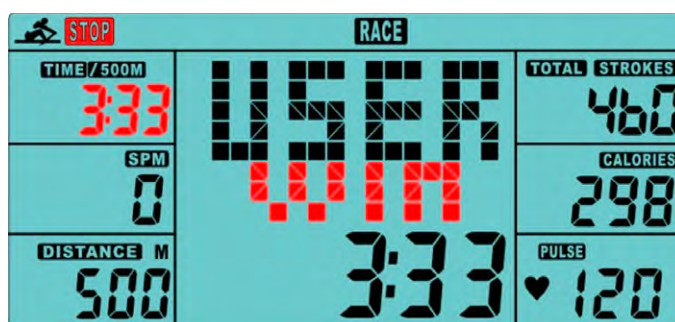 STOP RACE
TIME/500M
3:33
SPM
0
DISTANCE M
500
USER
WIN
3:33
TOTAL STROKES
460
CALORIES
298
PULSE
120